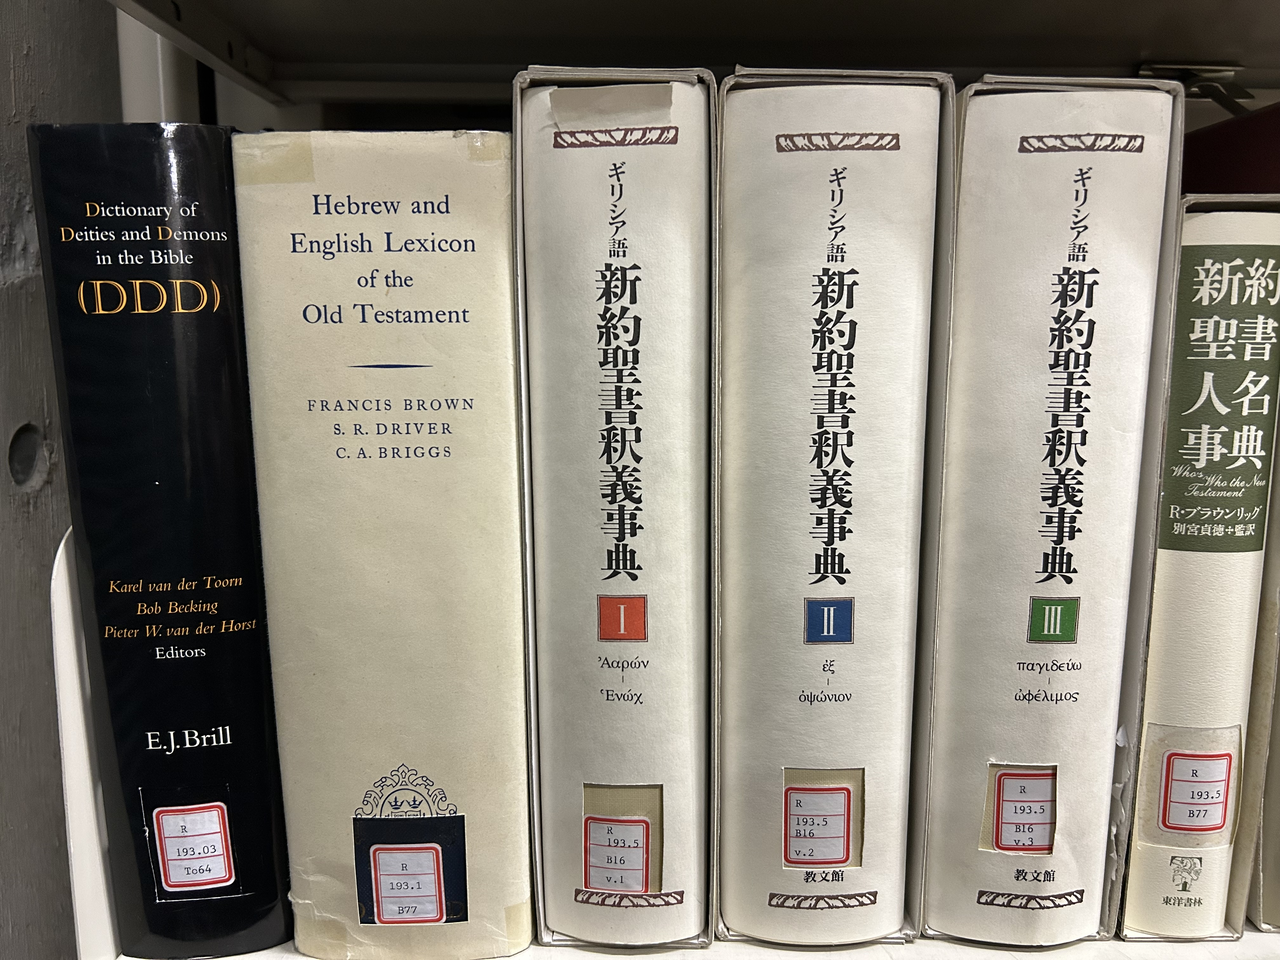 Dictionary of
Deities and Demons
in the Bible
(DDD)
Karel van der Toorn
Bob Becking
Pieter W. van der Horst
Editors
E.J.Brill
R
193.03
To64
Hebrew and
English Lexicon
of the
Old Testament
FRANCIS BROWN
S. R. DRIVER
C. A. BRIGGS
R
193.1
B77
ギリシア語
新約聖書釈義事典
I
Ἀαρών
Ἑνώχ
R
193.5
B16
v.1
ギリシア語
新約聖書釈義事典
II
ἐξ
ὀψώνιον
R
193.5
B16
v.2
教文館
ギリシア語
新約聖書釈義事典
III
παγιδεύω
ὠφέλιμος
R
193.5
B16
v.3
教文館
新約
聖書
人名
事典
Who's Who the New
Testament
R・ブラウンリッグ
別宮貞徳+監訳
R
193.5
B77
東洋書林